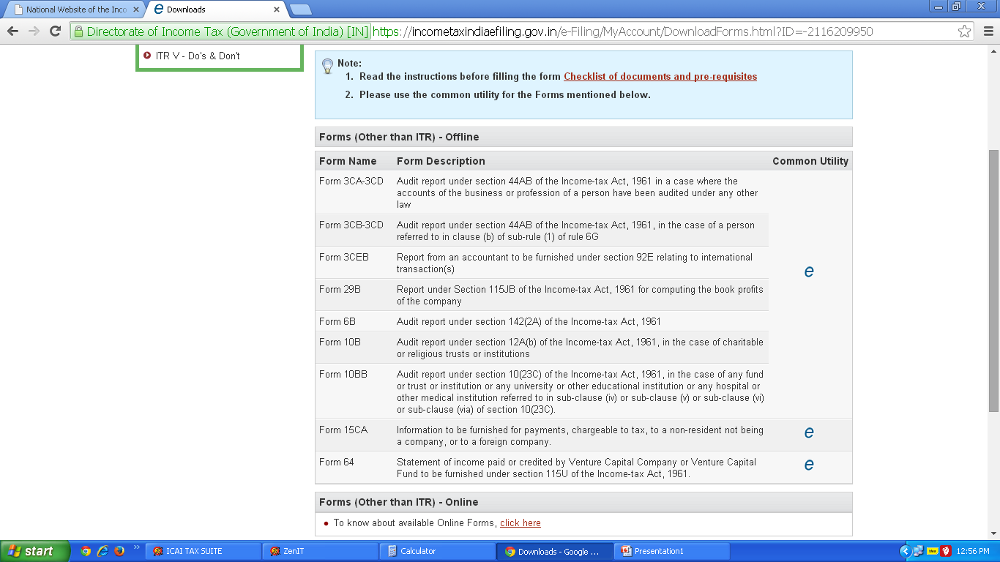 National Website of the Inco
Downloads
Directorate of Income Tax (Government of India) [IN] https://incometaxindiaefiling.gov.in/e-Filing/MyAccount/DownloadForms.html?ID=-2116209950
ITR V - Do's & Don't
Note:
1. Read the instructions before filling the form Checklist of documents and pre-requisites
2. Please use the common utility for the Forms mentioned below.
Forms (Other than ITR) - Offline
Form Name Form Description Common Utility
Form 3CA-3CD Audit report under section 44AB of the Income-tax Act, 1961 in a case where the
accounts of the business or profession of a person have been audited under any other
law
Form 3CB-3CD Audit report under section 44AB of the Income-tax Act, 1961, in the case of a person
referred to in clause (b) of sub-rule (1) of rule 6G
Form 3CEB Report from an accountant to be furnished under section 92E relating to international
transaction(s)
e
Form 29B Report under Section 115JB of the Income-tax Act, 1961 for computing the book profits
of the company
Form 6B Audit report under section 142(2A) of the Income-tax Act, 1961
Form 10B Audit report under section 12A(b) of the Income-tax Act, 1961, in the case of charitable
or religious trusts or institutions
Form 10BB Audit report under section 10(23C) of the Income-tax Act, 1961, in the case of any fund
or trust or institution or any university or other educational institution or any hospital or
other medical institution referred to in sub-clause (iv) or sub-clause (v) or sub-clause (vi)
or sub-clause (via) of section 10(23C).
Form 15CA Information to be furnished for payments, chargeable to tax, to a non-resident not being e
a company, or to a foreign company.
Form 64 Statement of income paid or credited by Venture Capital Company or Venture Capital e
Fund to be furnished under section 115U of the Income-tax Act, 1961.
Forms (Other than ITR) - Online
To know about available Online Forms, click here
start ICAI TAX SUITE ZenIT Calculator Downloads - Google ... Presentation1 12:56 PM